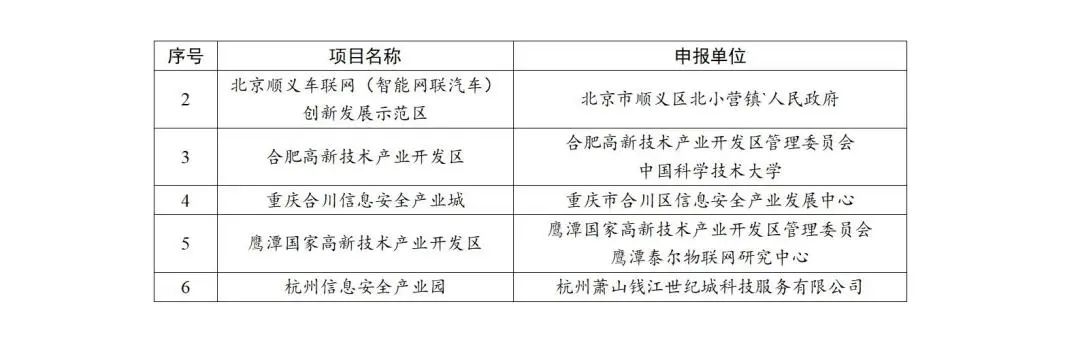 序号 项目名称 申报单位
2 北京顺义车联网（智能网联汽车） 北京市顺义区北小营镇`人民政府
创新发展示范区
3 合肥高新技术产业开发区 合肥高新技术产业开发区管理委员会
中国科学技术大学
4 重庆合川信息安全产业城 重庆市合川区信息安全产业发展中心
5 鹰潭国家高新技术产业开发区 鹰潭国家高新技术产业开发区管理委员会
鹰潭泰尔物联网研究中心
6 杭州信息安全产业园 杭州萧山钱江世纪城科技服务有限公司